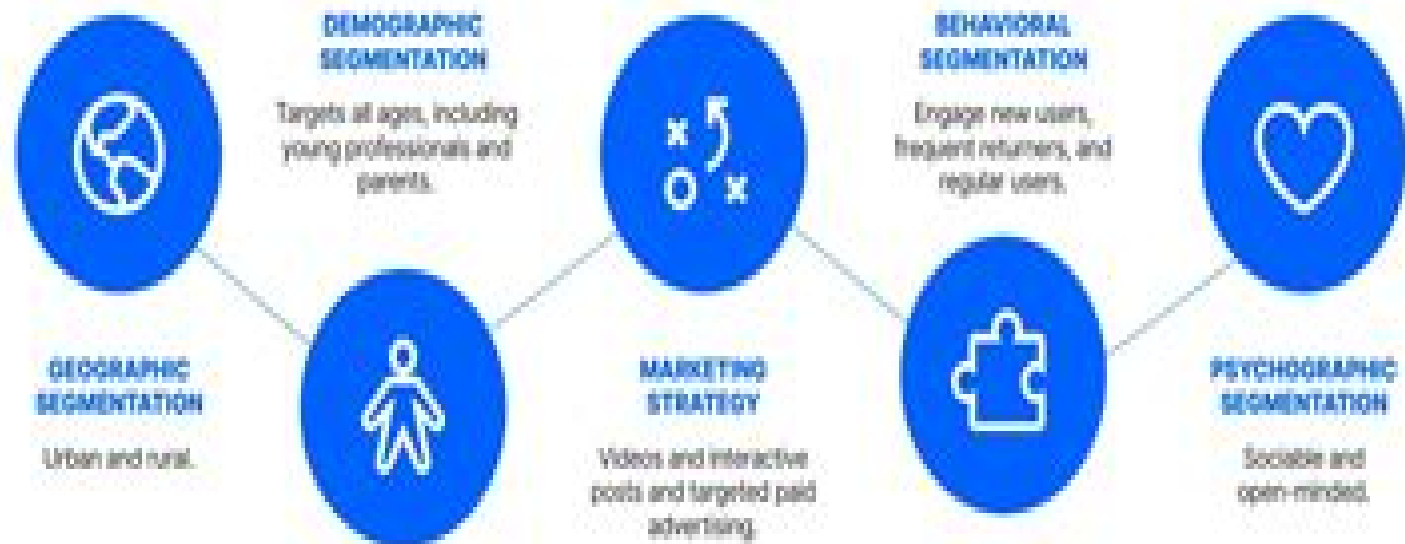 GEOGRAPHIC
SEGMENTATION
Urban and rural.
DEMOGRAPHIC
SEGMENTATION
Targets all ages, including
young professionals and
parents.
MARKETING
STRATEGY
Videos and interactive
posts and targeted paid
advertising.
BEHAVIORAL
SEGMENTATION
Engage new users,
frequent returners, and
regular users.
PSYCHOGRAPHIC
SEGMENTATION
Sociable and
open-minded.